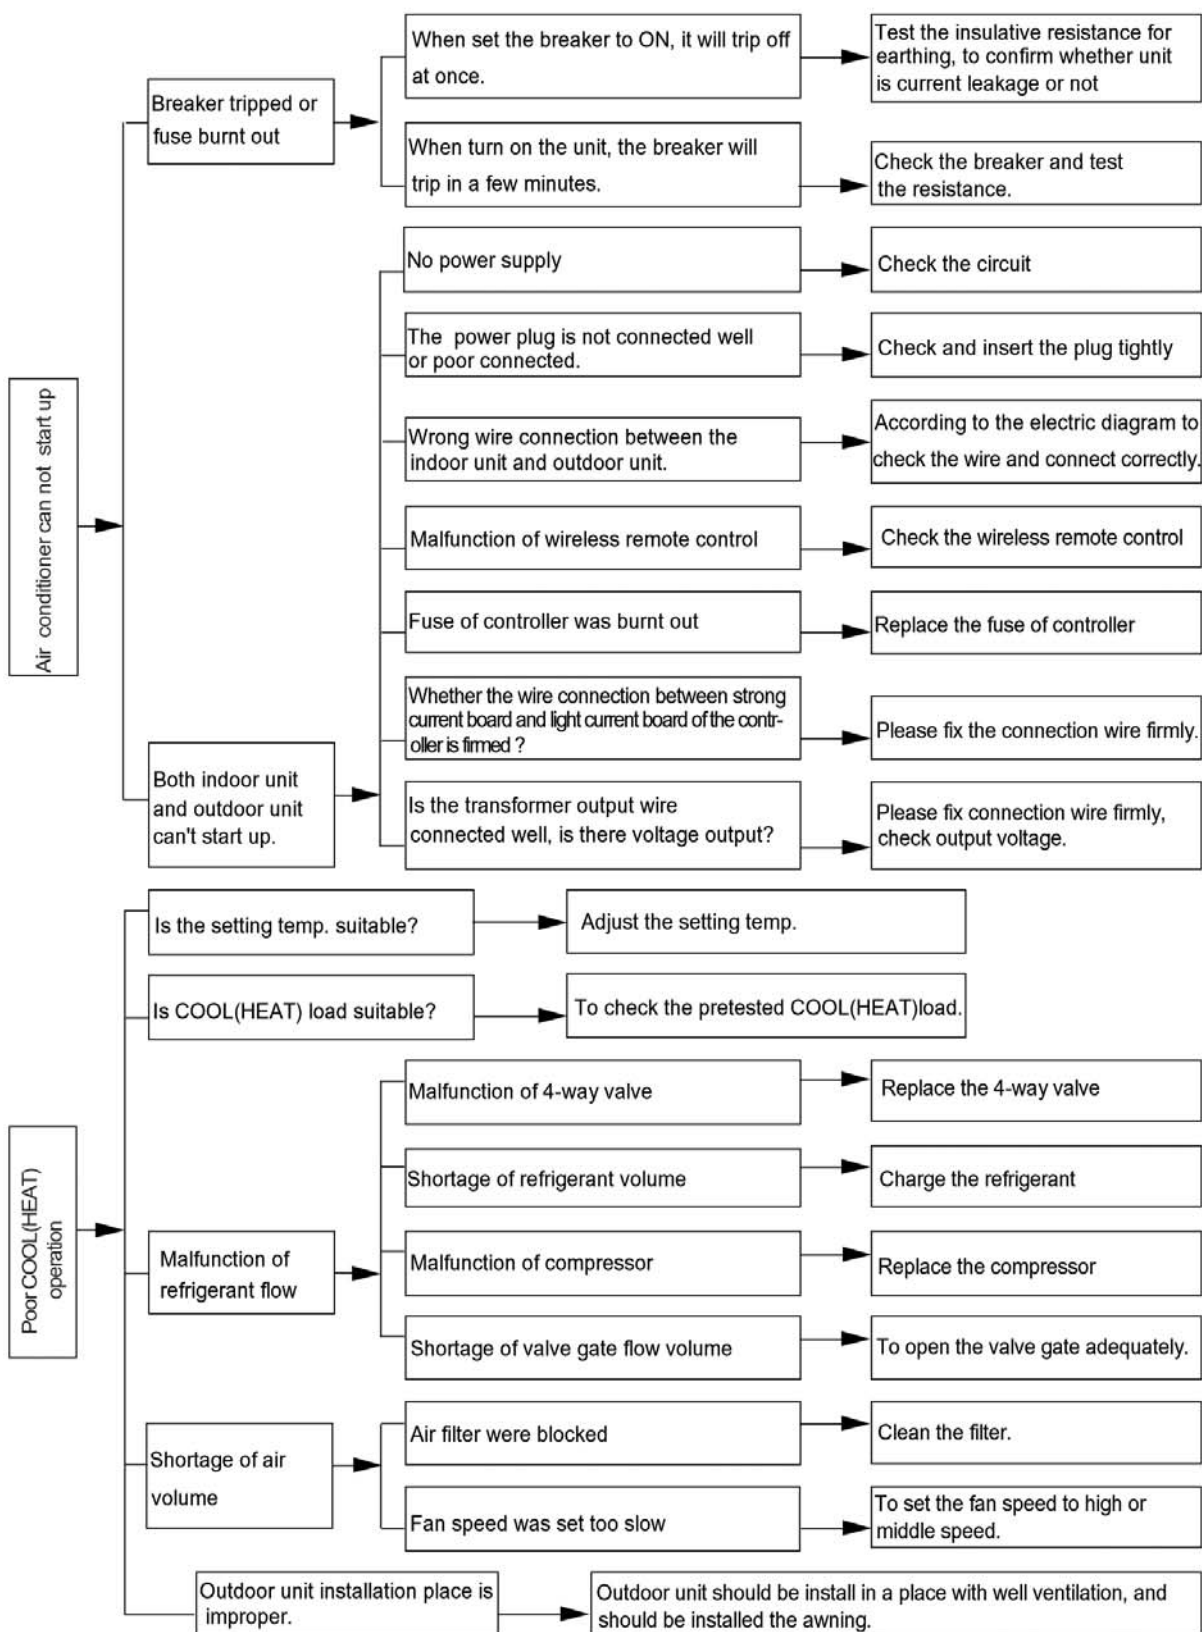 Air conditioner can not start up
Breaker tripped or
fuse burnt out
When set the breaker to ON, it will trip off
at once.
Test the insulative resistance for
earthing, to confirm whether unit
is current leakage or not
When turn on the unit, the breaker will
trip in a few minutes.
Check the breaker and test
the resistance.
Both indoor unit
and outdoor unit
can't start up.
No power supply
Check the circuit
The power plug is not connected well
or poor connected.
Check and insert the plug tightly
Wrong wire connection between the
indoor unit and outdoor unit.
According to the electric diagram to
check the wire and connect correctly.
Malfunction of wireless remote control
Check the wireless remote control
Fuse of controller was burnt out
Replace the fuse of controller
Whether the wire connection between strong
current board and light current board of the contr-
oller is firmed ?
Please fix the connection wire firmly.
Is the transformer output wire
connected well, is there voltage output?
Please fix connection wire firmly,
check output voltage.
Poor COOL(HEAT)
operation
Is the setting temp. suitable?
Adjust the setting temp.
Is COOL(HEAT) load suitable?
To check the pretested COOL(HEAT)load.
Malfunction of
refrigerant flow
Malfunction of 4-way valve
Replace the 4-way valve
Shortage of refrigerant volume
Charge the refrigerant
Malfunction of compressor
Replace the compressor
Shortage of valve gate flow volume
To open the valve gate adequately.
Shortage of air
volume
Air filter were blocked
Clean the filter.
Fan speed was set too slow
To set the fan speed to high or
middle speed.
Outdoor unit installation place is
improper.
Outdoor unit should be install in a place with well ventilation, and
should be installed the awning.